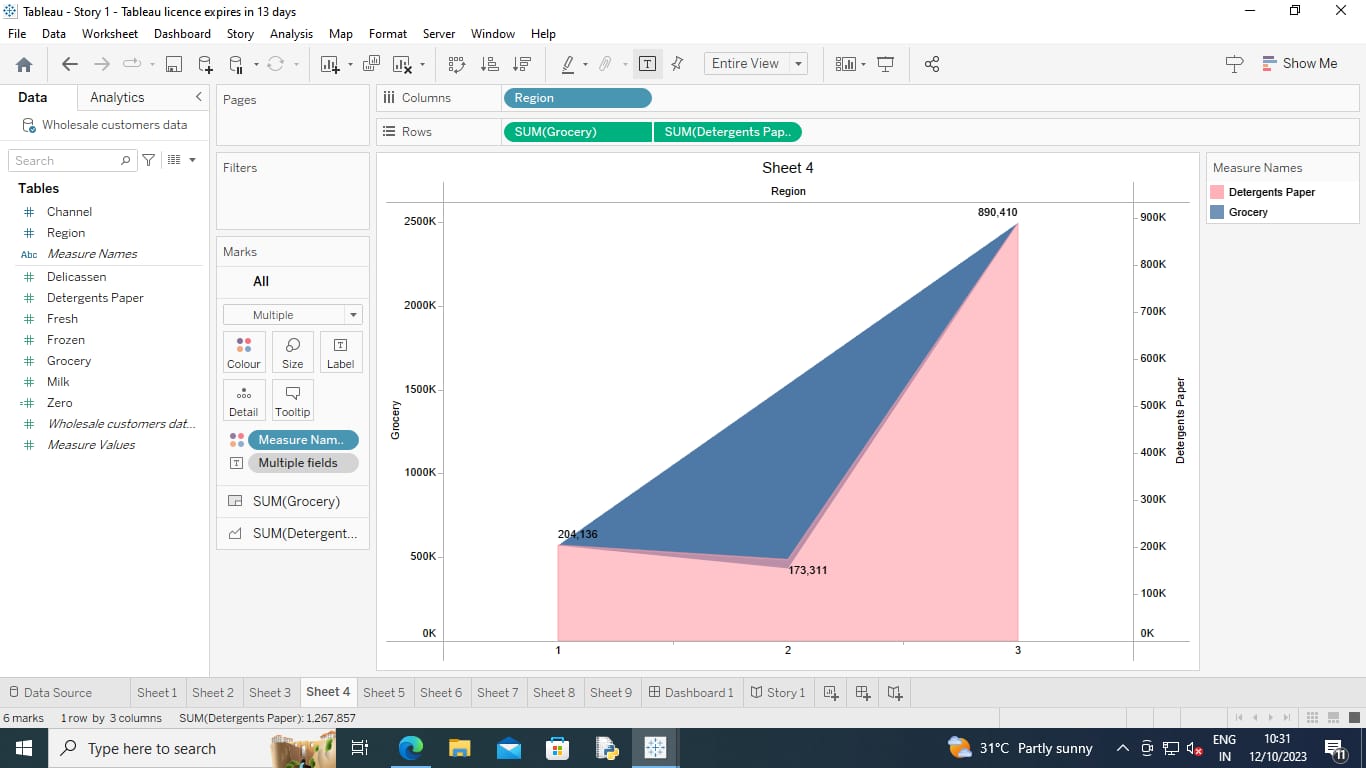 Tableau - Story 1 - Tableau licence expires in 13 days
File Data Worksheet Dashboard Story Analysis Map Format Server Window Help
Entire View
Show Me
Data Analytics
Wholesale customers data
Search
Tables
Channel
Region
Abc Measure Names
Delicassen
Detergents Paper
Fresh
Frozen
Grocery
Milk
Zero
Wholesale customers dat...
Measure Values
Pages
Filters
Marks
All
Multiple
Colour Size Label
Detail Tooltip
Measure Nam..
Multiple fields
SUM(Grocery)
SUM(Detergent...
Columns Region
Rows SUM(Grocery) SUM(Detergents Pap..
Sheet 4
Region
2500K
2000K
1500K
1000K
500K
0K
Grocery
204,136
173,311
890,410
1 2 3
900K
800K
700K
600K
500K
400K
300K
200K
100K
0K
Detergents Paper
Measure Names
Detergents Paper
Grocery
Data Source Sheet 1 Sheet 2 Sheet 3 Sheet 4 Sheet 5 Sheet 6 Sheet 7 Sheet 8 Sheet 9 Dashboard 1 Story 1
6 marks 1 row by 3 columns SUM(Detergents Paper): 1,267,857
Type here to search
31°C Partly sunny
ENG
IN
10:31
12/10/2023
11